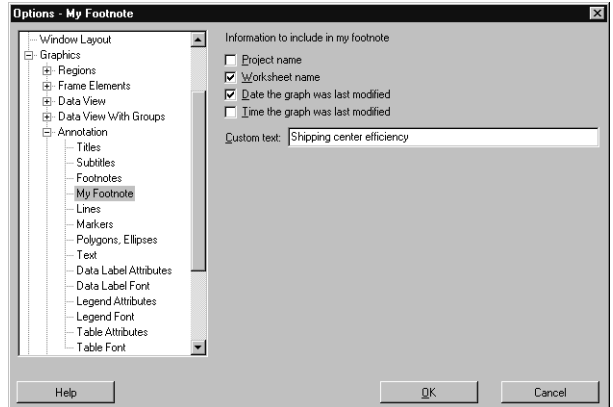 Options - My Footnote
Window Layout
Graphics
Regions
Frame Elements
Data View
Data View With Groups
Annotation
Titles
Subtitles
Footnotes
My Footnote
Lines
Markers
Polygons, Ellipses
Text
Data Label Attributes
Data Label Font
Legend Attributes
Legend Font
Table Attributes
Table Font
Information to include in my footnote
Project name
Worksheet name
Date the graph was last modified
Time the graph was last modified
Custom text: Shipping center efficiency
Help
OK
Cancel